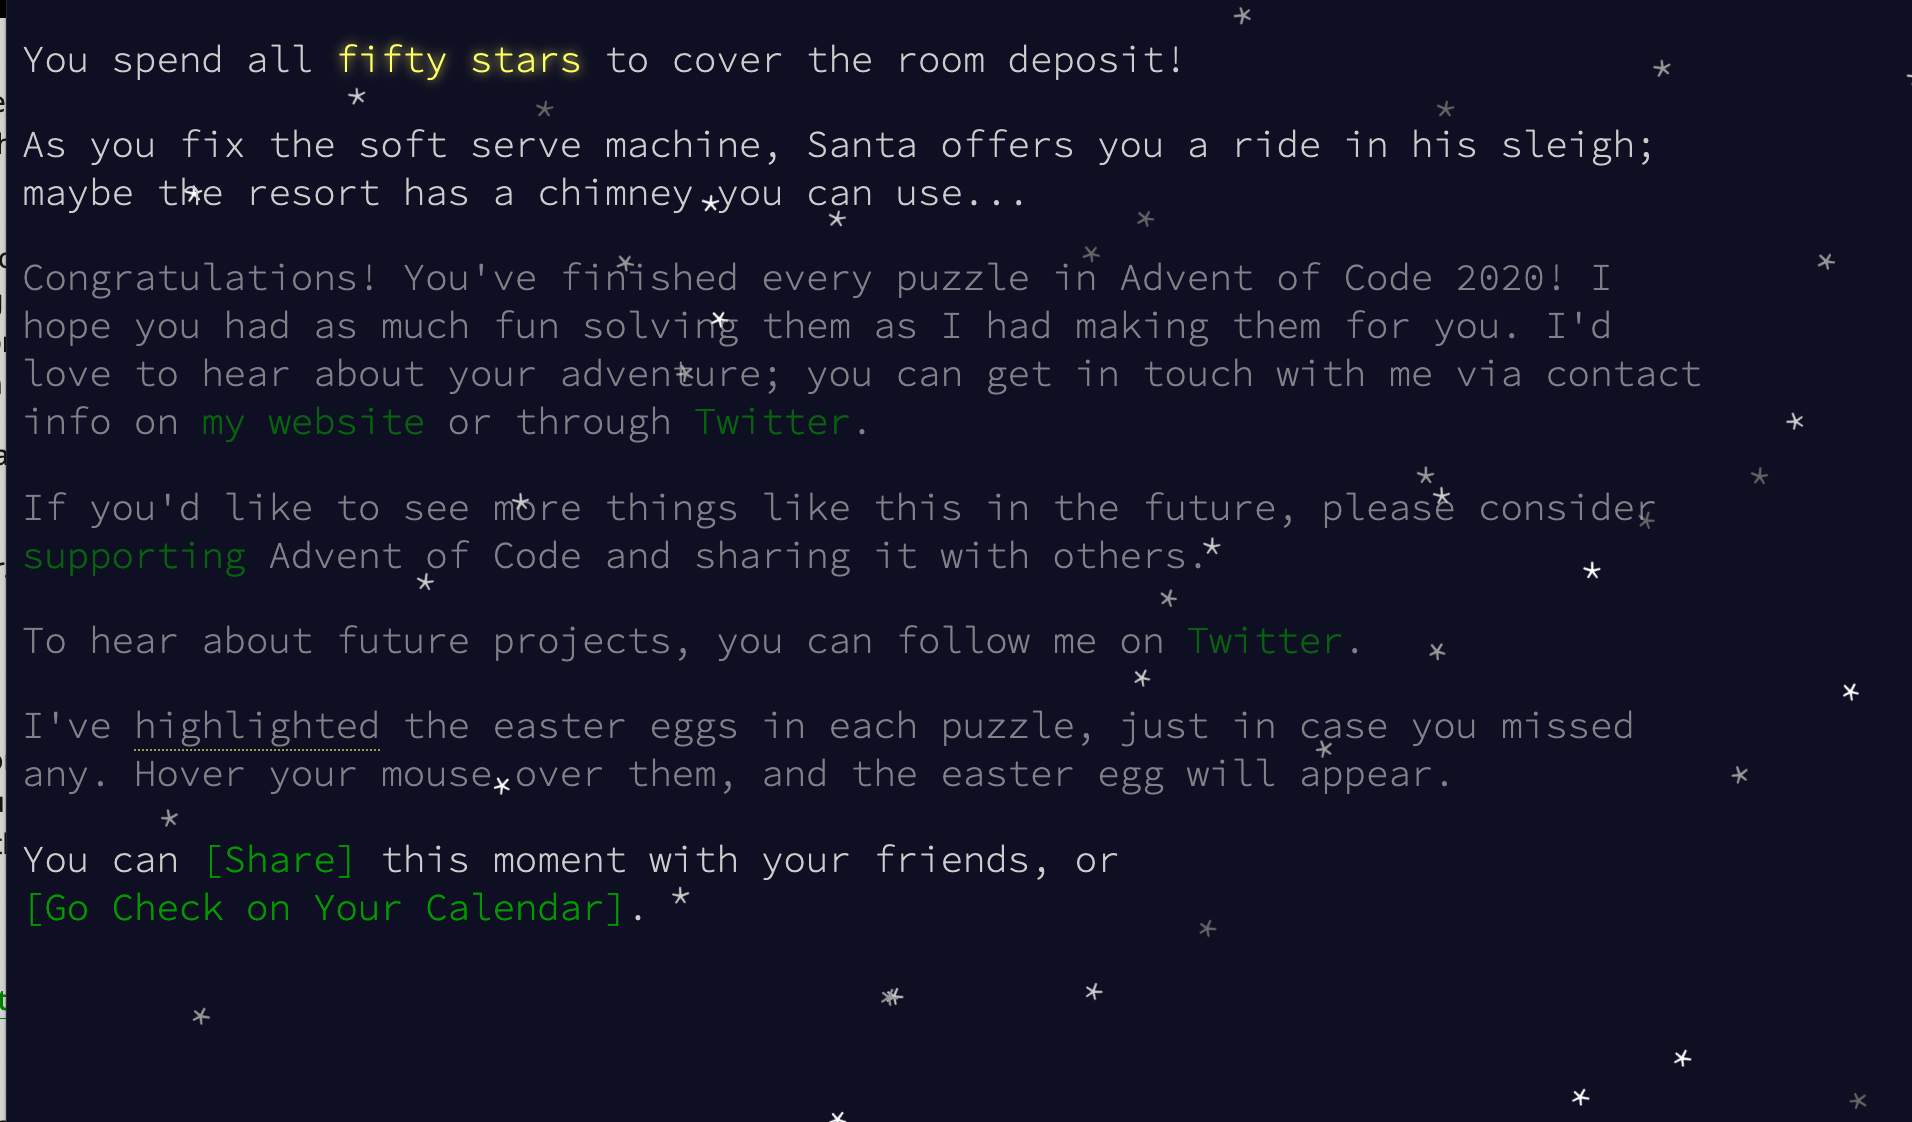 You spend all fifty stars to cover the room deposit!
As you fix the soft serve machine, Santa offers you a ride in his sleigh;
maybe the resort has a chimney you can use...
Congratulations! You've finished every puzzle in Advent of Code 2020! I
hope you had as much fun solving them as I had making them for you. I'd
love to hear about your adventure; you can get in touch with me via contact
info on my website or through Twitter.
If you'd like to see more things like this in the future, please consider
supporting Advent of Code and sharing it with others.
To hear about future projects, you can follow me on Twitter.
I've highlighted the easter eggs in each puzzle, just in case you missed
any. Hover your mouse over them, and the easter egg will appear.
You can [Share] this moment with your friends, or
[Go Check on Your Calendar].